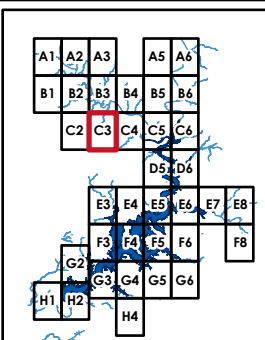 A1 A2 A3 A5 A6
B1 B2 B3 B4 B5 B6
C2 C3 C4 C5 C6
D5 D6
E3 E4 E5 E6 E7 E8
F3 F4 F5 F6 F8
G2
G3 G4 G5 G6
H1 H2
H4